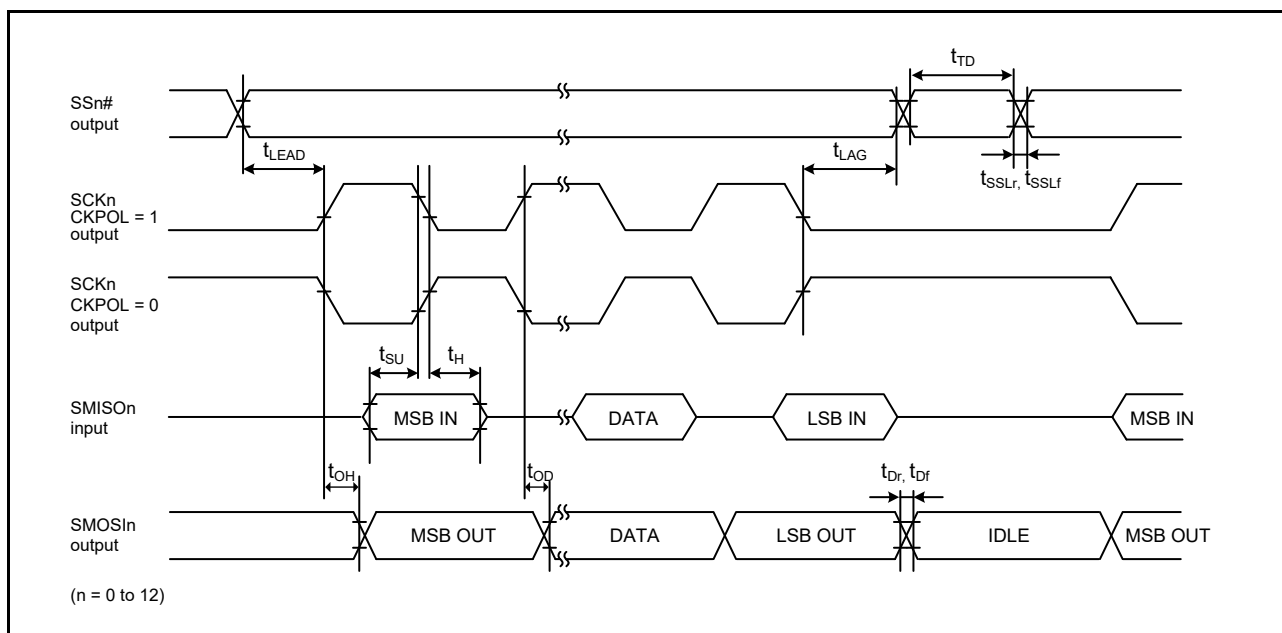 t_TD
SSn#
output
t_LEAD
t_LAG
t_SSLr, t_SSLf
SCKn
CKPOL = 1
output
SCKn
CKPOL = 0
output
t_SU
t_H
SMISOn
input
MSB IN
DATA
LSB IN
MSB IN
t_OH
t_OD
t_Dr, t_Df
SMOSIn
output
MSB OUT
DATA
LSB OUT
IDLE
MSB OUT
(n = 0 to 12)